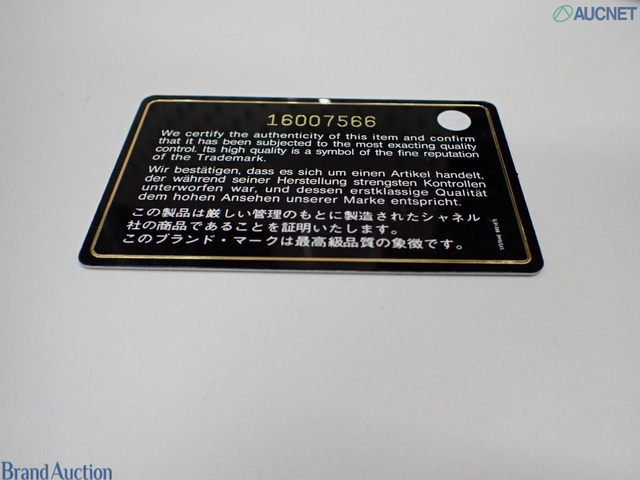 AUCNET
16007566
We certify the authenticity of this item and confirm
that it has been subjected to the most exacting quality
control. Its high quality is a symbol of the fine reputation
of the Trademark.
Wir bestätigen, dass es sich um einen Artikel handelt,
der während seiner Herstellung strengsten Kontrollen
unterworfen war, und dessen erstklassige Qualität
dem hohen Ansehen unserer Marke entspricht.
この製品は厳しい管理のもとに製造されたシャネル
社の商品であることを証明いたします。
このブランド・マークは最高級品質の象徴です。
Brand Auction